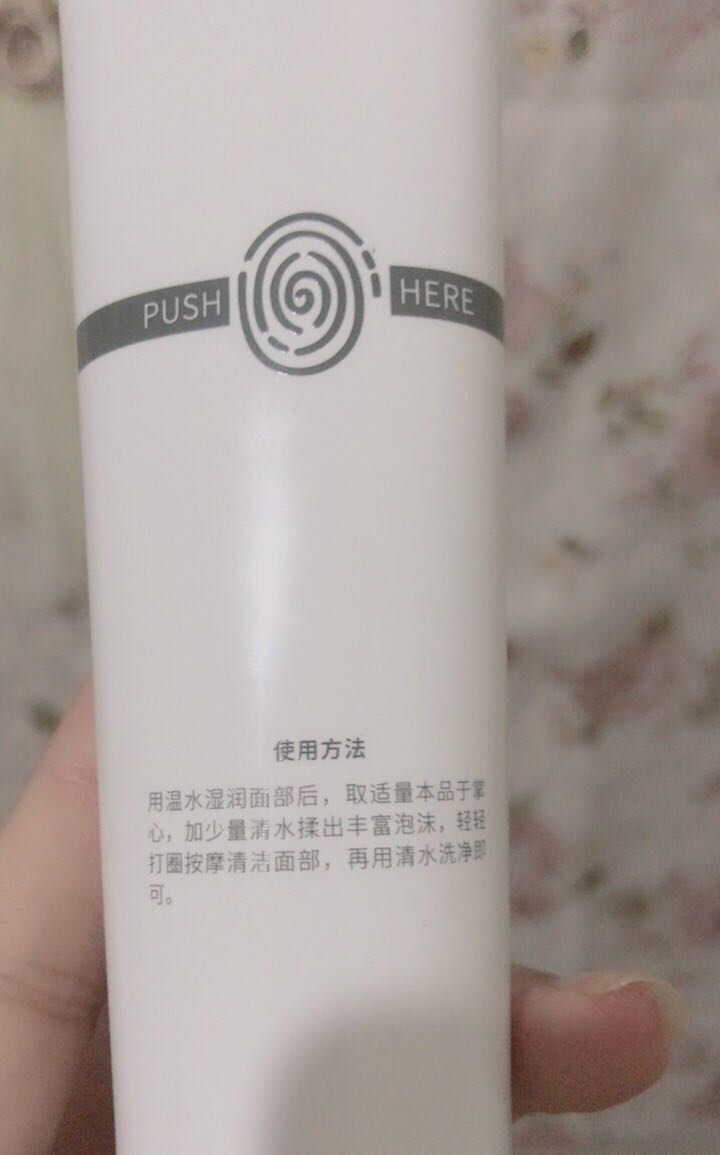 PUSH HERE
使用方法
用温水湿润面部后，取适量本品于掌
心，加少量清水揉出丰富泡沫，轻轻
打圈按摩清洁面部，再用清水洗净即
可。